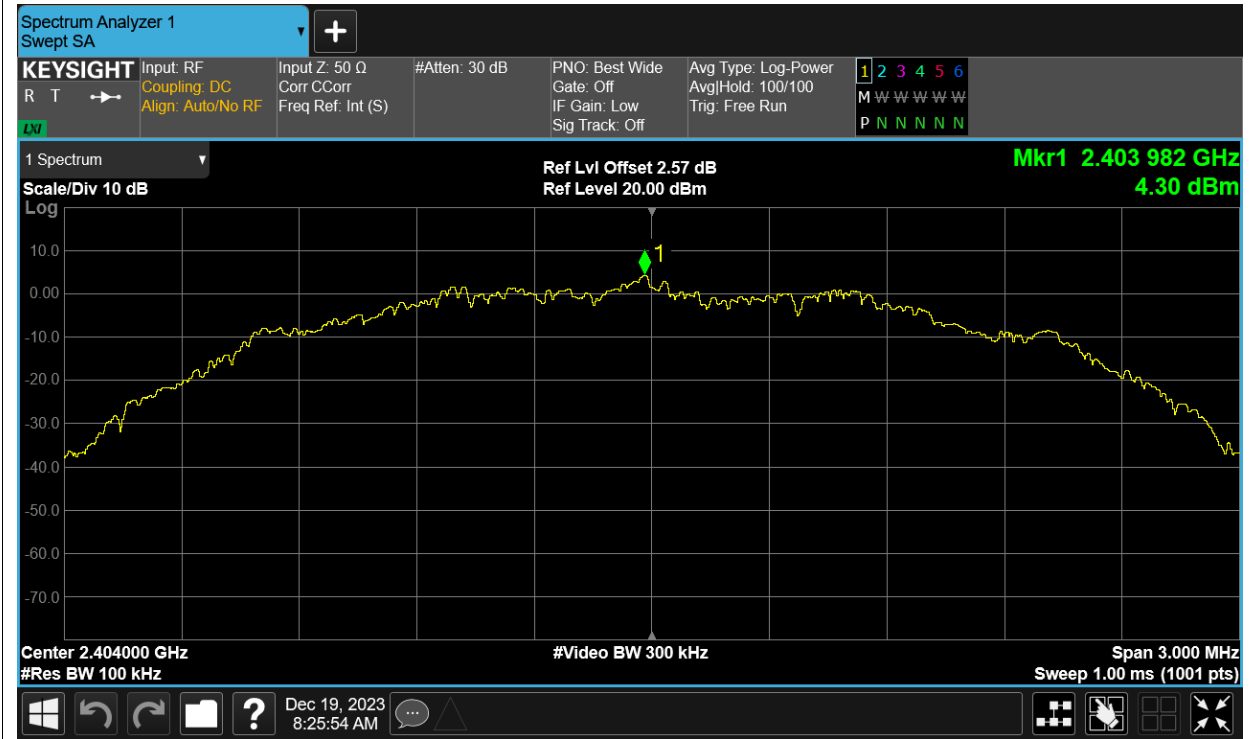 Spectrum Analyzer 1
Swept SA
KEYSIGHT
R T
LXI
Input: RF
Coupling: DC
Align: Auto/No RF
Input Z: 50 Ω
Corr CCorr
Freq Ref: Int (S)
#Atten: 30 dB
PNO: Best Wide
Gate: Off
IF Gain: Low
Sig Track: Off
Avg Type: Log-Power
Avg|Hold: 100/100
Trig: Free Run
1 2 3 4 5 6
M W W W W W
P N N N N N
1 Spectrum
Scale/Div 10 dB
Log
Ref Lvl Offset 2.57 dB
Ref Level 20.00 dBm
Mkr1 2.403 982 GHz
4.30 dBm
1
10.0
0.00
-10.0
-20.0
-30.0
-40.0
-50.0
-60.0
-70.0
Center 2.404000 GHz
#Res BW 100 kHz
#Video BW 300 kHz
Span 3.000 MHz
Sweep 1.00 ms (1001 pts)
?
Dec 19, 2023
8:25:54 AM